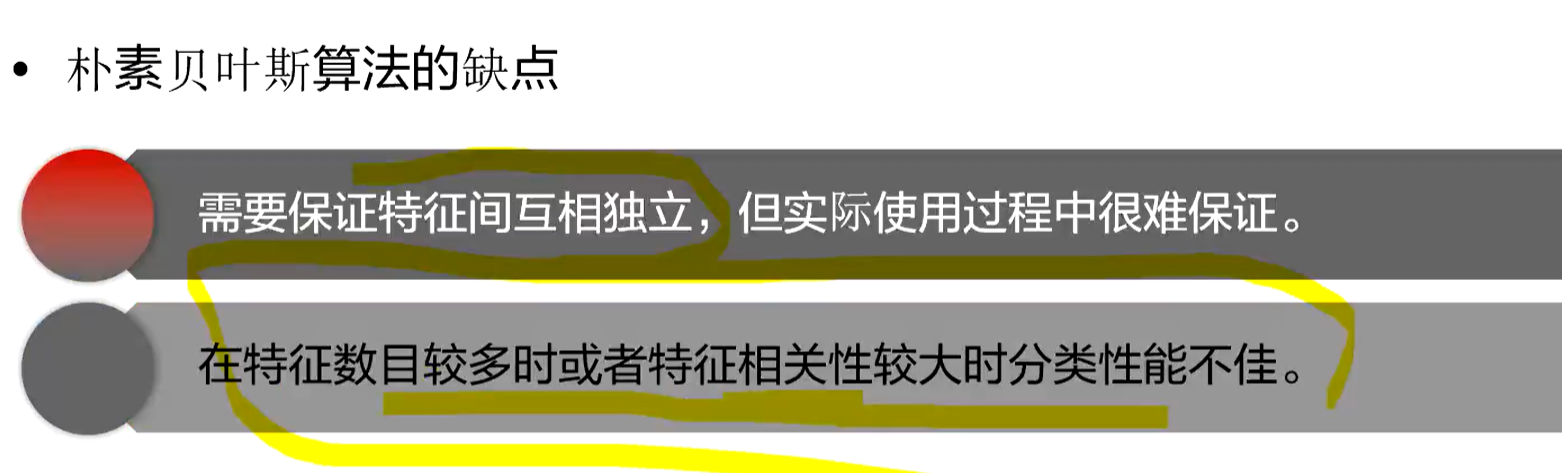 • 朴素贝叶斯算法的缺点
需要保证特征间互相独立，但实际使用过程中很难保证。
在特征数目较多时或者特征相关性较大时分类性能不佳。